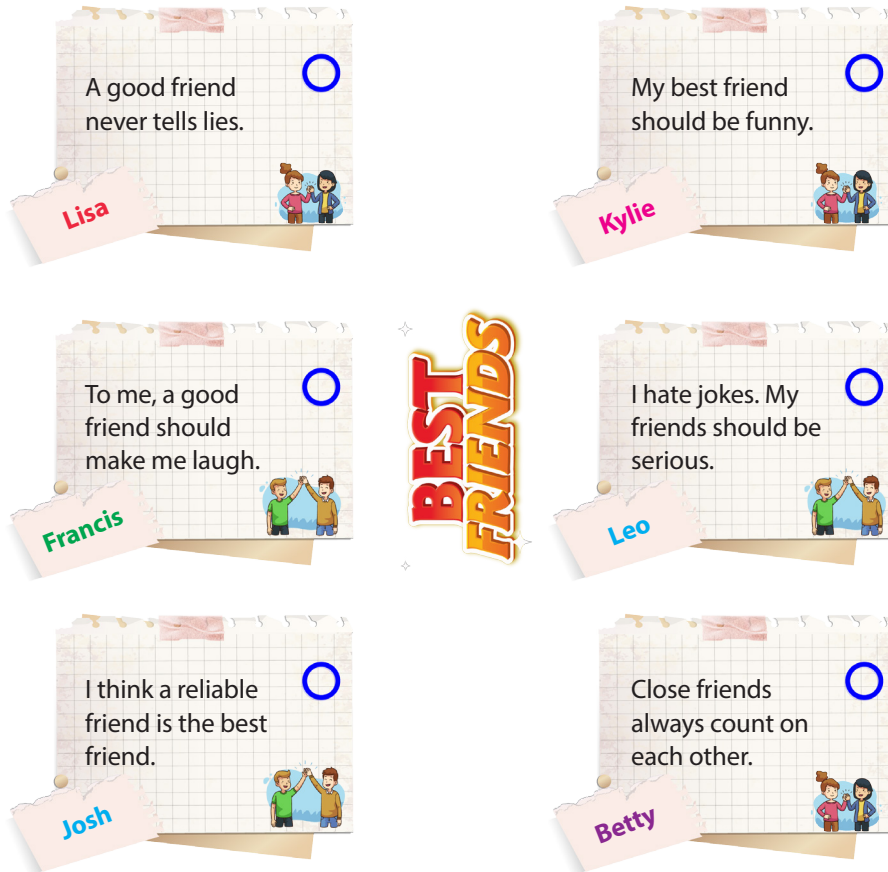 A good friend
never tells lies.
Lisa
My best friend
should be funny.
Kylie
To me, a good
friend should
make me laugh.
Francis
BEST
FRIENDS
I hate jokes. My
friends should be
serious.
Leo
I think a reliable
friend is the best
friend.
Josh
Close friends
always count on
each other.
Betty